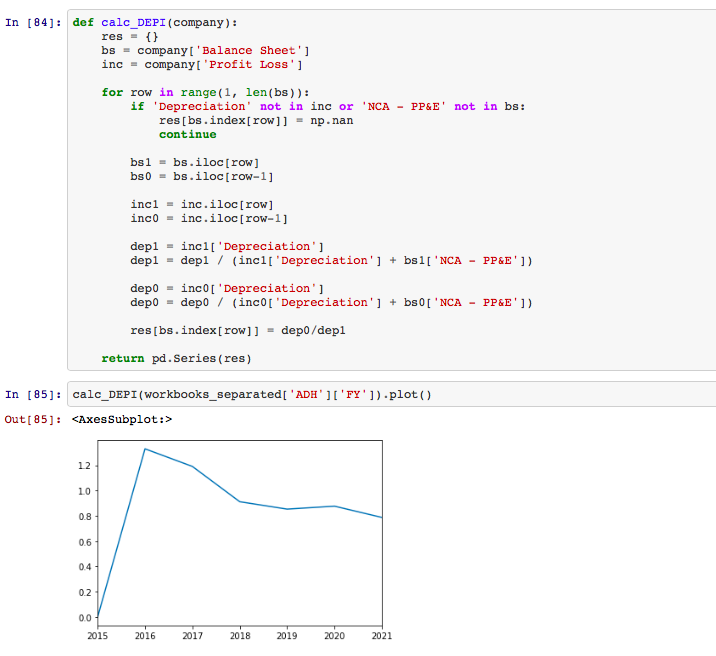 In [84]: def calc_DEPI(company):
    res = {}
    bs = company['Balance Sheet']
    inc = company['Profit Loss']

    for row in range(1, len(bs)):
        if 'Depreciation' not in inc or 'NCA - PP&E' not in bs:
            res[bs.index[row]] = np.nan
            continue

        bs1 = bs.iloc[row]
        bs0 = bs.iloc[row-1]

        inc1 = inc.iloc[row]
        inc0 = inc.iloc[row-1]

        dep1 = inc1['Depreciation']
        dep1 = dep1 / (inc1['Depreciation'] + bs1['NCA - PP&E'])

        dep0 = inc0['Depreciation']
        dep0 = dep0 / (inc0['Depreciation'] + bs0['NCA - PP&E'])

        res[bs.index[row]] = dep0/dep1

    return pd.Series(res)
In [85]: calc_DEPI(workbooks_separated['ADH']['FY']).plot()
Out[85]: <AxesSubplot:>
1.2
1.0
0.8
0.6
0.4
0.2
0.0
2015 2016 2017 2018 2019 2020 2021